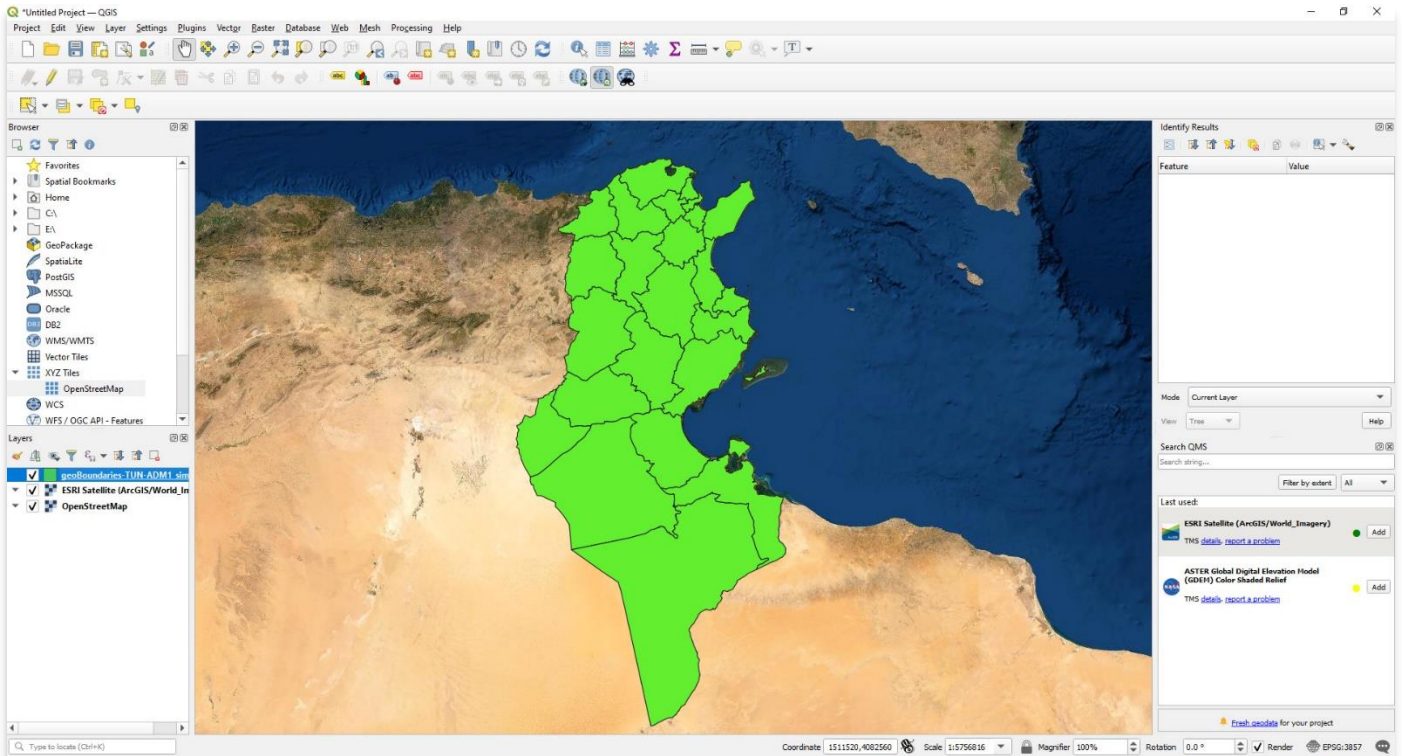 *Untitled Project — QGIS
Project Edit View Layer Settings Plugins Vector Raster Database Web Mesh Processing Help
Browser
Favorites
Spatial Bookmarks
Home
C:\
E:\
GeoPackage
SpatiaLite
PostGIS
MSSQL
Oracle
DB2
WMS/WMTS
Vector Tiles
XYZ Tiles
OpenStreetMap
WCS
WFS / OGC API - Features
Layers
geoBoundaries-TUN-ADM1_sim
ESRI Satellite (ArcGIS/World_In
OpenStreetMap
Type to locate (Ctrl+K)
Identify Results
Feature Value
Mode Current Layer
View Tree Help
Search QMS
Search string...
Filter by extent All
Last used:
ESRI Satellite (ArcGIS/World_Imagery)
TMS details, report a problem
Add
ASTER Global Digital Elevation Model
(GDEM) Color Shaded Relief
TMS details, report a problem
Add
Fresh geodata for your project
Coordinate 1511520,4082560 Scale 1:5756816 Magnifier 100% Rotation 0.0 ° Render EPSG:3857